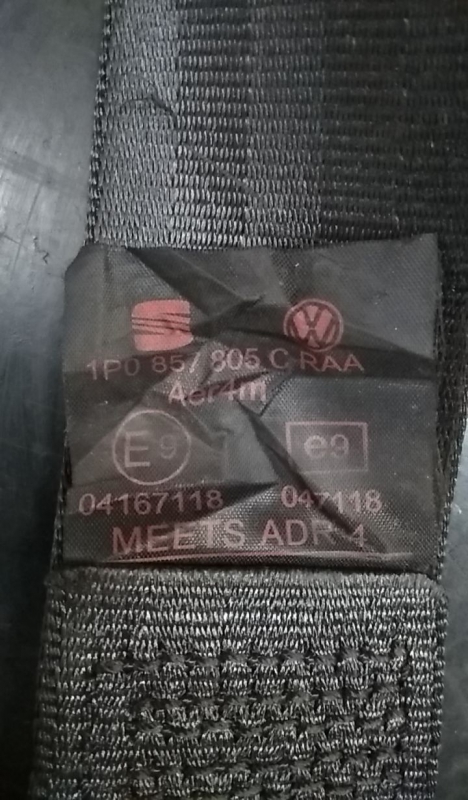 1P0 857 805 C RAA
Aer4m
E9 e9
04167118 047118
MEETS ADR 4